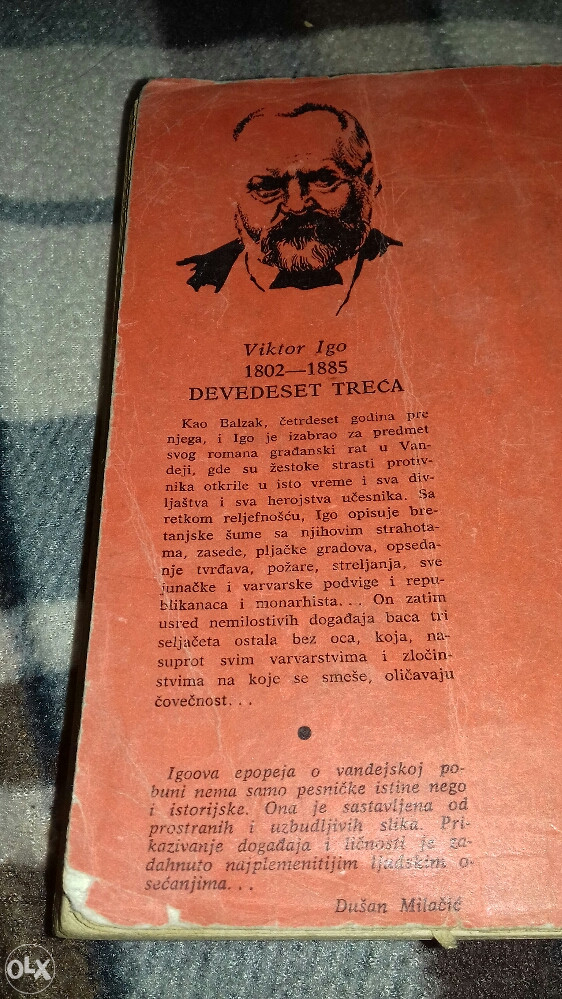 Viktor Igo
1802—1885
DEVEDESET TREĆA
Kao Balzak, četrdeset godina pre
njega, i Igo je izabrao za predmet
svog romana građanski rat u Van-
deji, gde su žestoke strasti protiv-
nika otkrile u isto vreme i sva div-
ljaštva i sva herojstva učesnika. Sa
retkom reljefnošću, Igo opisuje bre-
tanjske šume sa njihovim strahota-
ma, zasede, pljačke gradova, opseda-
nje tvrđava, požare, streljanja, sve
junačke i varvarske podvige i repu-
blikanaca i monarhista... On zatim
usred nemilostivih događaja baca tri
seljačeta ostala bez oca, koja, na-
suprot svim varvarstvima i zločin-
stvima na koje se smeše, oličavaju
čovečnost...
Igoova epopeja o vandejskoj po-
buni nema samo pesničke istine nego
i istorijske. Ona je sastavljena od
prostranih i uzbudljivih slika. Pri-
kazivanje događaja i ličnosti je za-
dahnuto najplemenitijim ljudskim o-
sećanjima...
Dušan Milačić
OLX